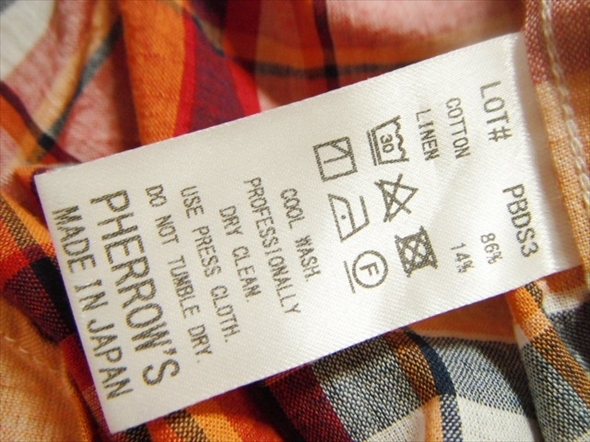 LOT# PBDS3
COTTON 86%
LINEN 14%
30
F
COOL WASH.
PROFESSIONALLY
DRY CLEAN.
USE PRESS CLOTH.
DO NOT TUMBLE DRY.
PHERROW'S
MADE IN JAPAN